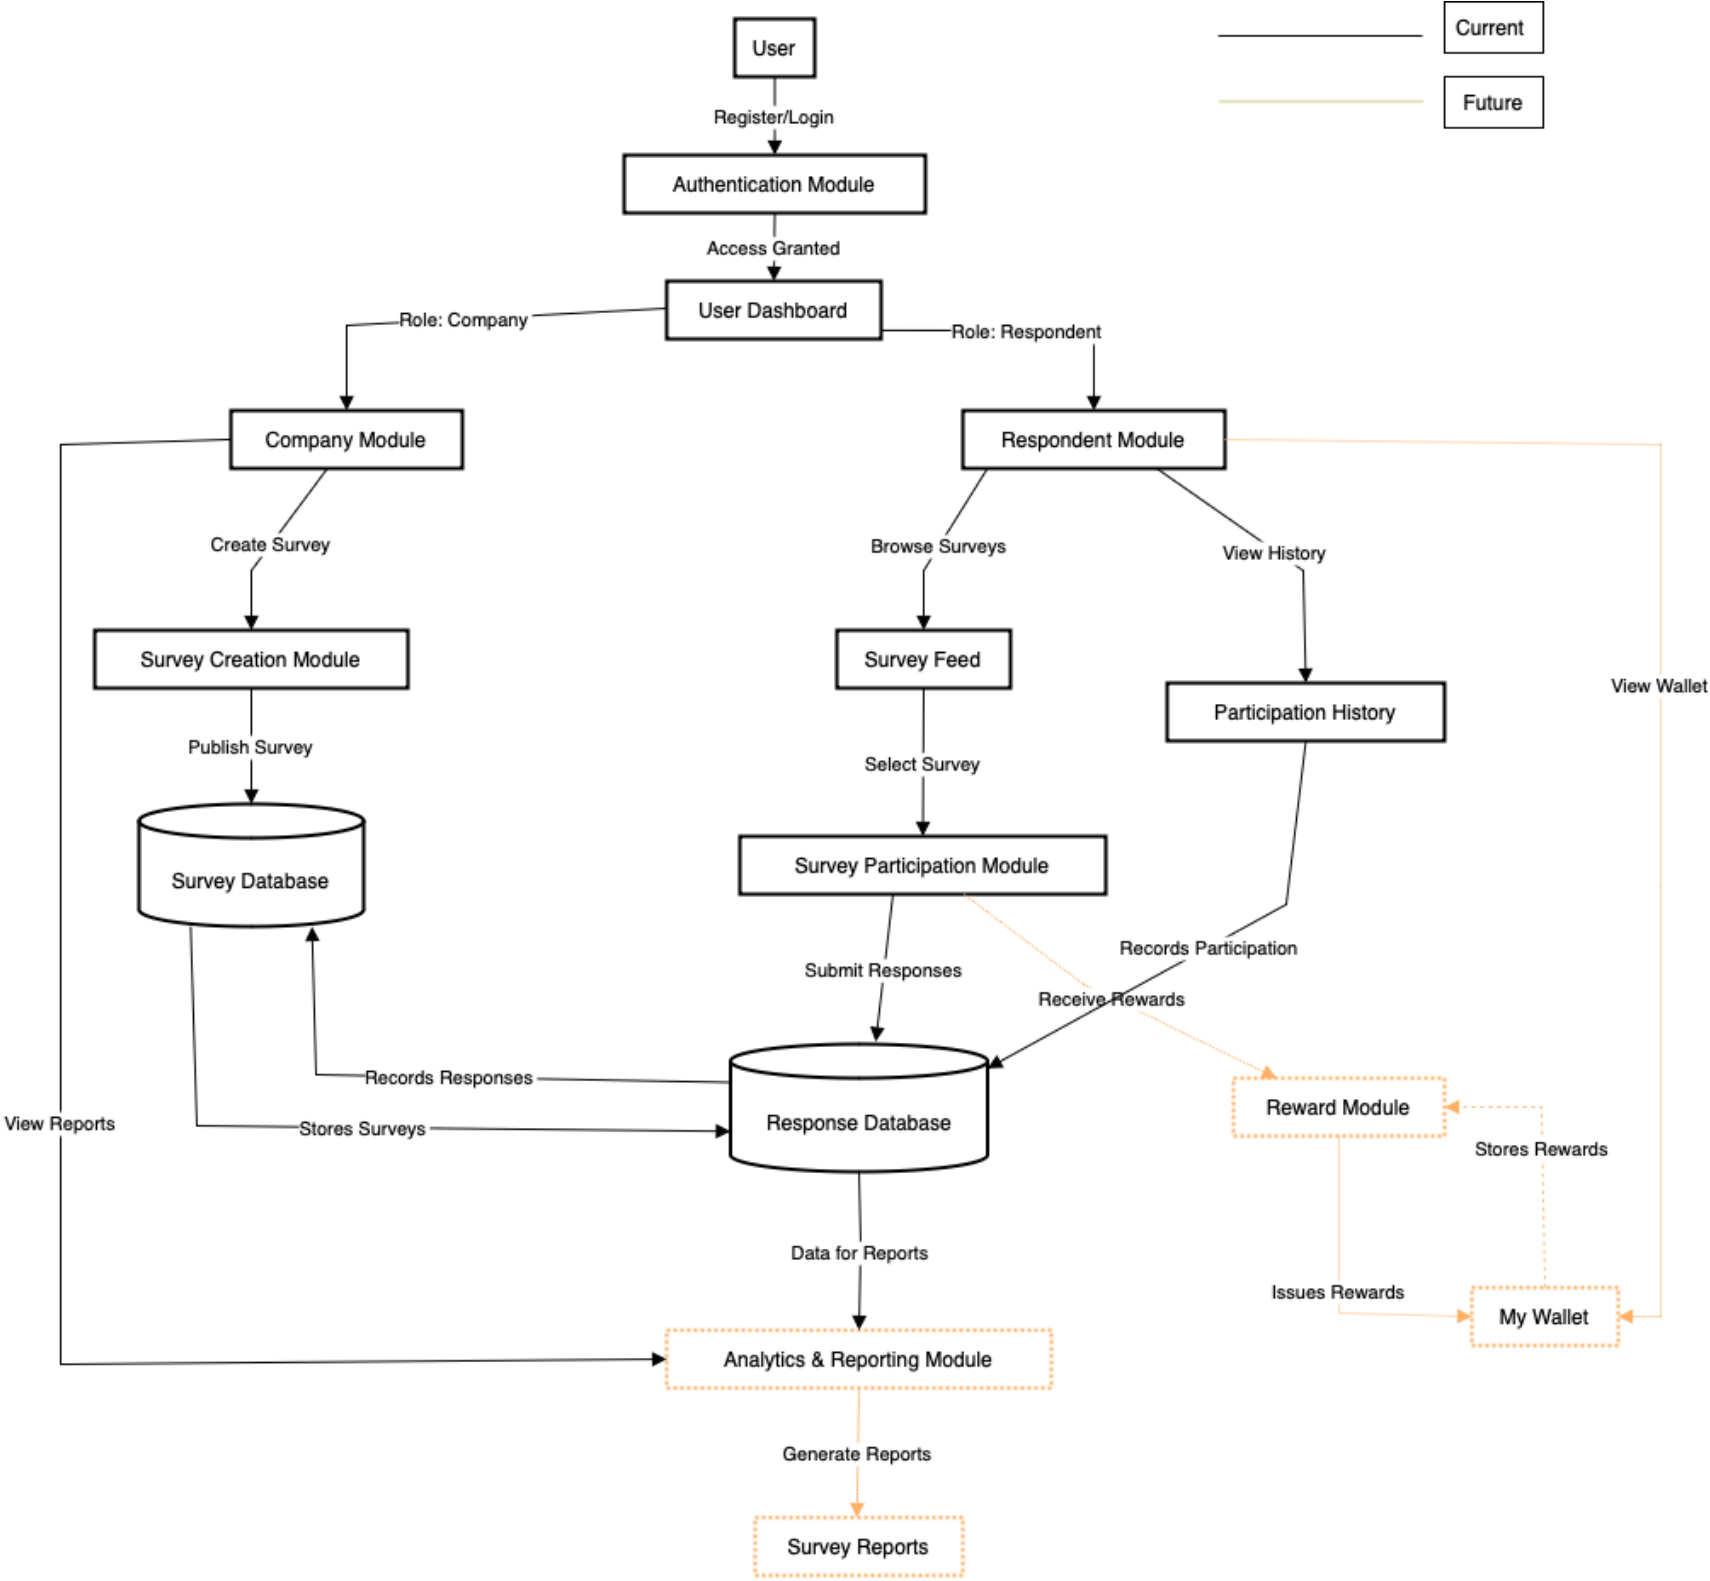 User
Current
Future
Register/Login
Authentication Module
Access Granted
User Dashboard
Role: Company
Role: Respondent
Company Module
Respondent Module
Create Survey
Browse Surveys
View History
Survey Creation Module
Survey Feed
View Wallet
Participation History
Publish Survey
Select Survey
Survey Database
Survey Participation Module
Records Participation
Submit Responses
Receive Rewards
Records Responses
Reward Module
View Reports
Stores Surveys
Response Database
Stores Rewards
Data for Reports
Issues Rewards
My Wallet
Analytics & Reporting Module
Generate Reports
Survey Reports